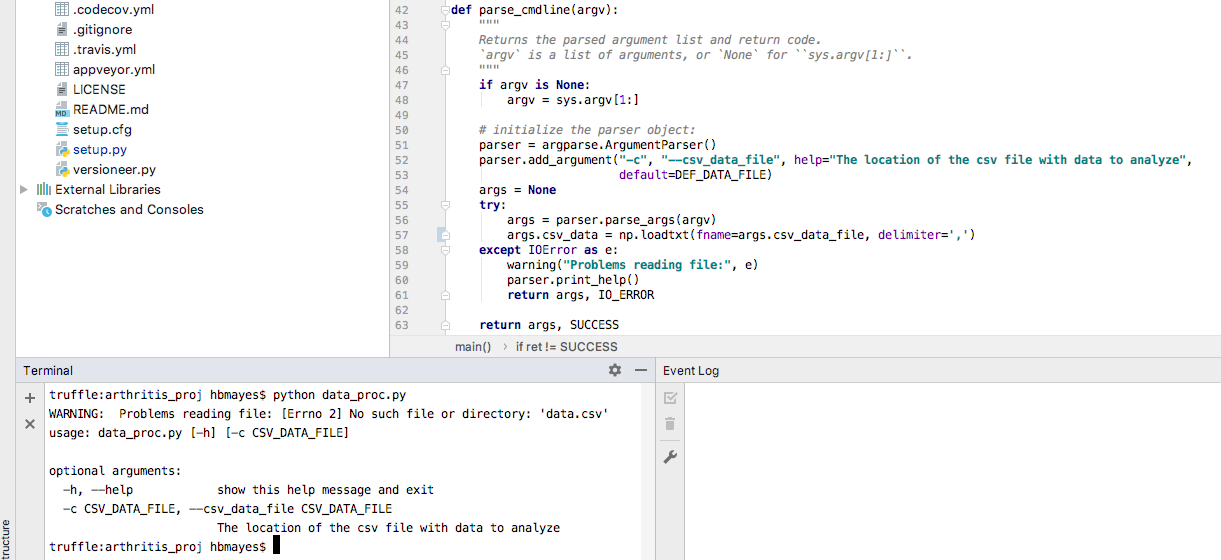 .codecov.yml
.gitignore
.travis.yml
appveyor.yml
LICENSE
MD README.md
setup.cfg
setup.py
versioneer.py
External Libraries
Scratches and Consoles
42 def parse_cmdline(argv):
43 """
44 Returns the parsed argument list and return code.
45 `argv` is a list of arguments, or `None` for ``sys.argv[1:]``.
46 """
47 if argv is None:
48 argv = sys.argv[1:]
49
50 # initialize the parser object:
51 parser = argparse.ArgumentParser()
52 parser.add_argument("-c", "--csv_data_file", help="The location of the csv file with data to analyze",
53 default=DEF_DATA_FILE)
54 args = None
55 try:
56 args = parser.parse_args(argv)
57 args.csv_data = np.loadtxt(fname=args.csv_data_file, delimiter=',')
58 except IOError as e:
59 warning("Problems reading file:", e)
60 parser.print_help()
61 return args, IO_ERROR
62
63 return args, SUCCESS
main() › if ret != SUCCESS
Terminal
truffle:arthritis_proj hbmayes$ python data_proc.py
WARNING:  Problems reading file: [Errno 2] No such file or directory: 'data.csv'
usage: data_proc.py [-h] [-c CSV_DATA_FILE]
optional arguments:
-h, --help show this help message and exit
-c CSV_DATA_FILE, --csv_data_file CSV_DATA_FILE
The location of the csv file with data to analyze
truffle:arthritis_proj hbmayes$
Event Log
ructure